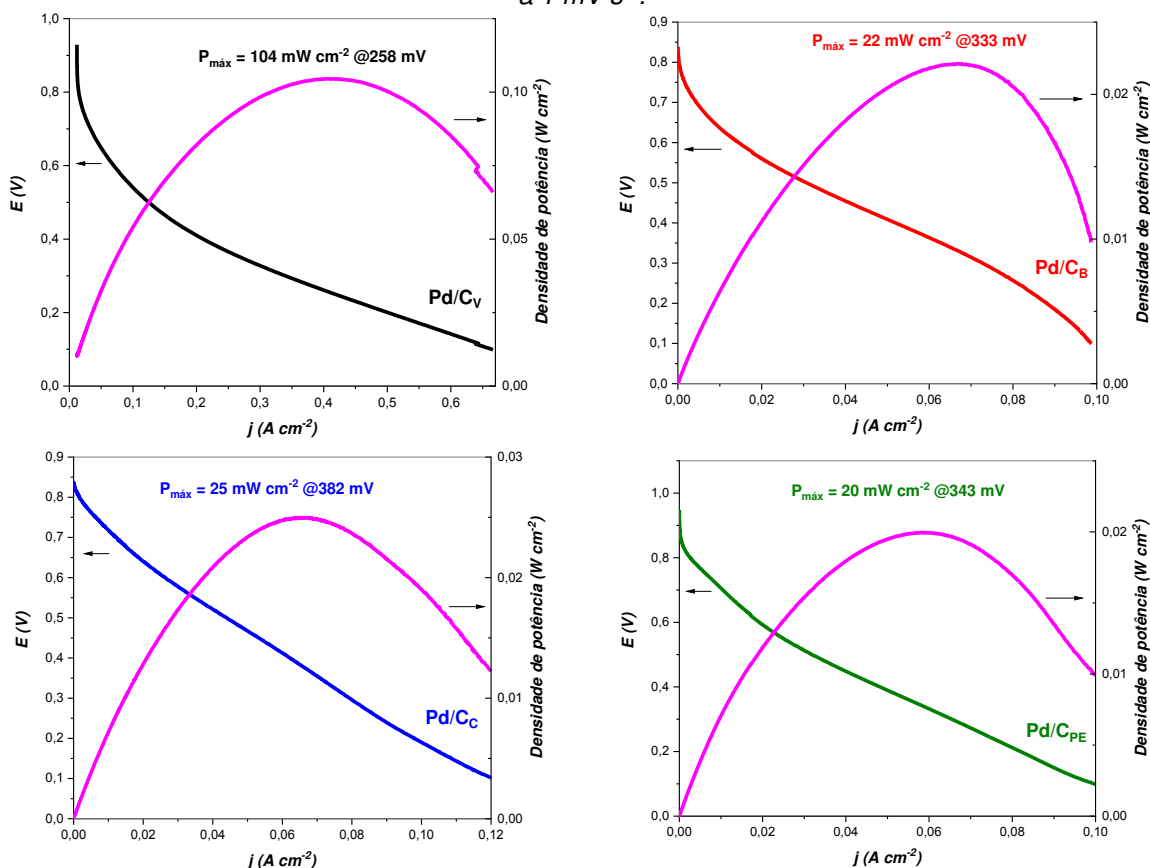 a 1 mV s⁻¹.
P_máx = 104 mW cm⁻² @258 mV
Pd/C_V
E (V)
1,0
0,8
0,6
0,4
0,2
0,0
0,0 0,1 0,2 0,3 0,4 0,5 0,6
j (A cm⁻²)
0,10
0,05
0,00
Densidade de potência (W cm⁻²)
P_máx = 22 mW cm⁻² @333 mV
Pd/C_B
E (V)
1,0
0,9
0,8
0,7
0,6
0,5
0,4
0,3
0,2
0,1
0,0
0,00 0,02 0,04 0,06 0,08 0,10
j (A cm⁻²)
0,02
0,01
0,00
Densidade de potência (W cm⁻²)
P_máx = 25 mW cm⁻² @382 mV
Pd/C_C
E (V)
0,9
0,8
0,7
0,6
0,5
0,4
0,3
0,2
0,1
0,0
0,00 0,02 0,04 0,06 0,08 0,10 0,12
j (A cm⁻²)
0,03
0,02
0,01
0,00
Densidade de potência (W cm⁻²)
P_máx = 20 mW cm⁻² @343 mV
Pd/C_PE
E (V)
1,0
0,8
0,6
0,4
0,2
0,0
0,00 0,02 0,04 0,06 0,08 0,10
j (A cm⁻²)
0,02
0,01
0,00
Densidade de potência (W cm⁻²)